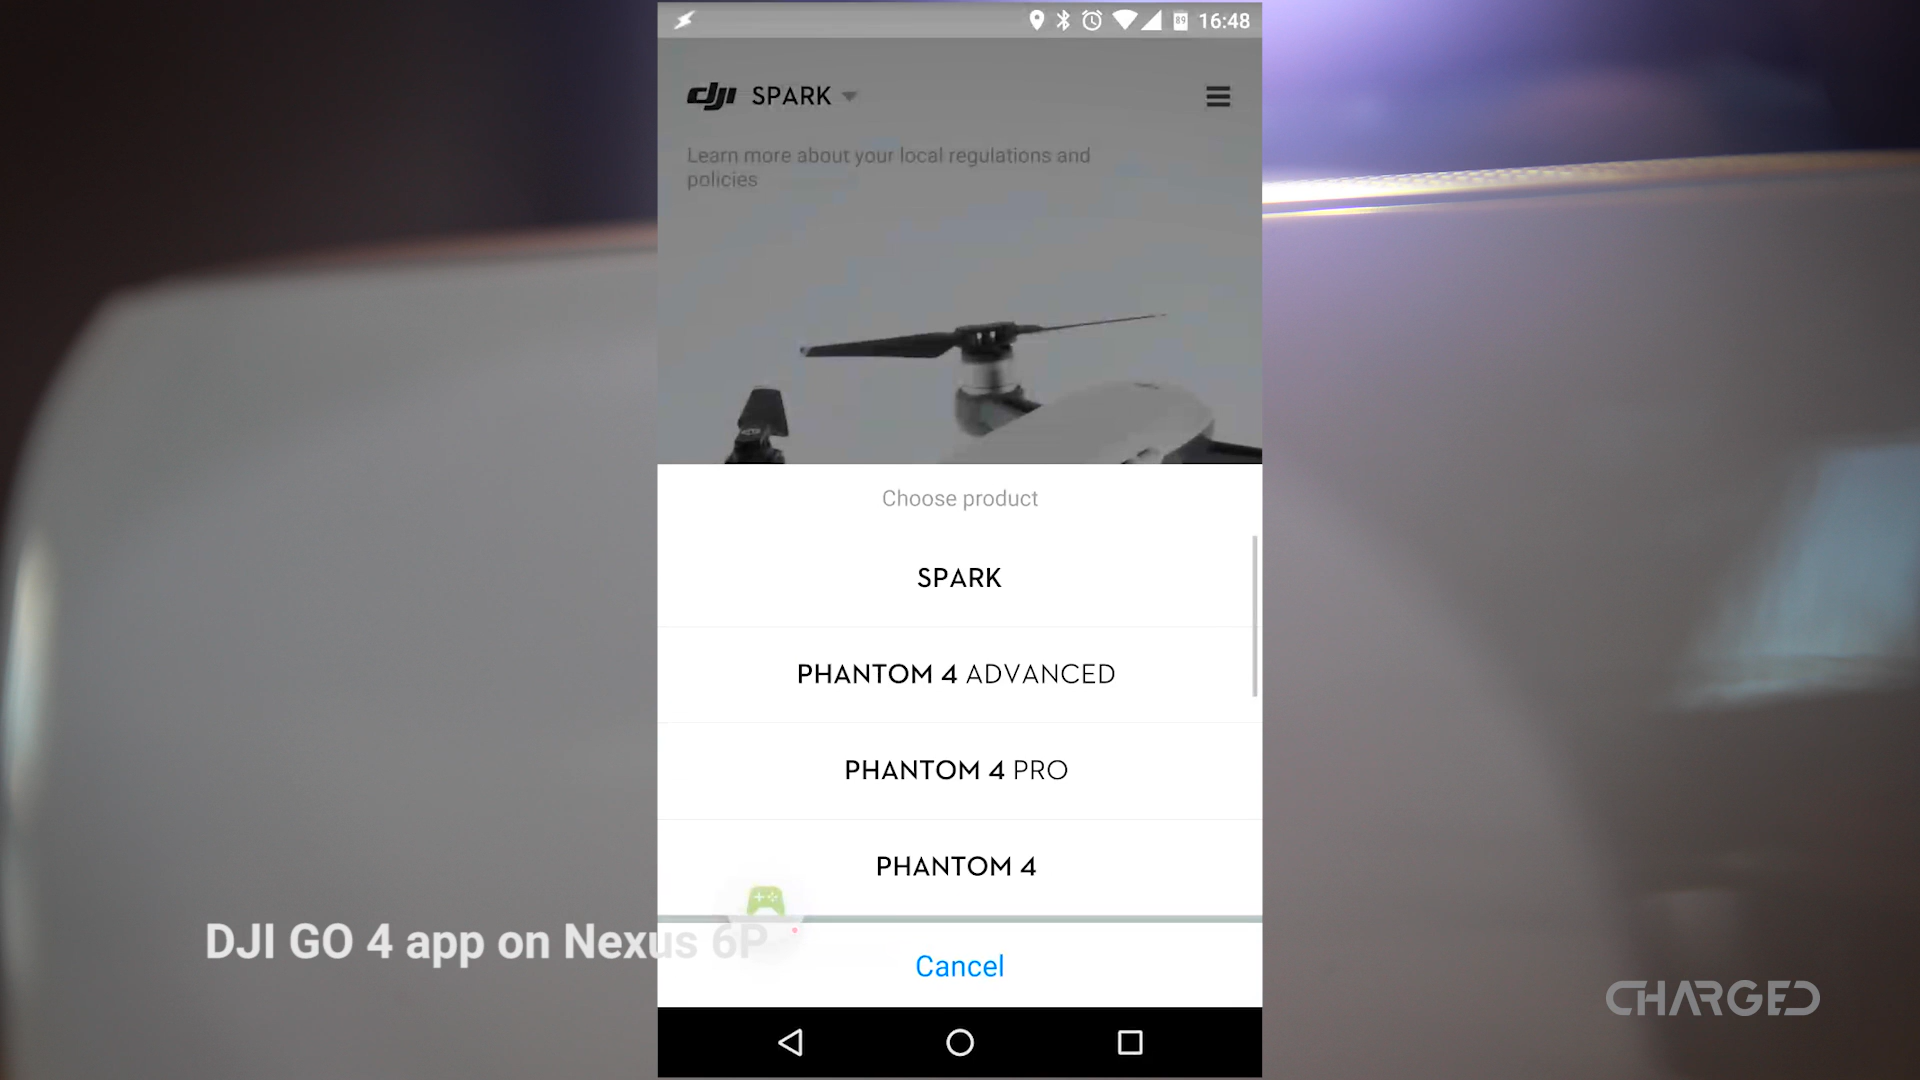 89 16:48
dji SPARK
Learn more about your local regulations and
policies
Choose product
SPARK
PHANTOM 4 ADVANCED
PHANTOM 4 PRO
PHANTOM 4
DJI GO 4 app on Nexus 6P
Cancel
CHARGED